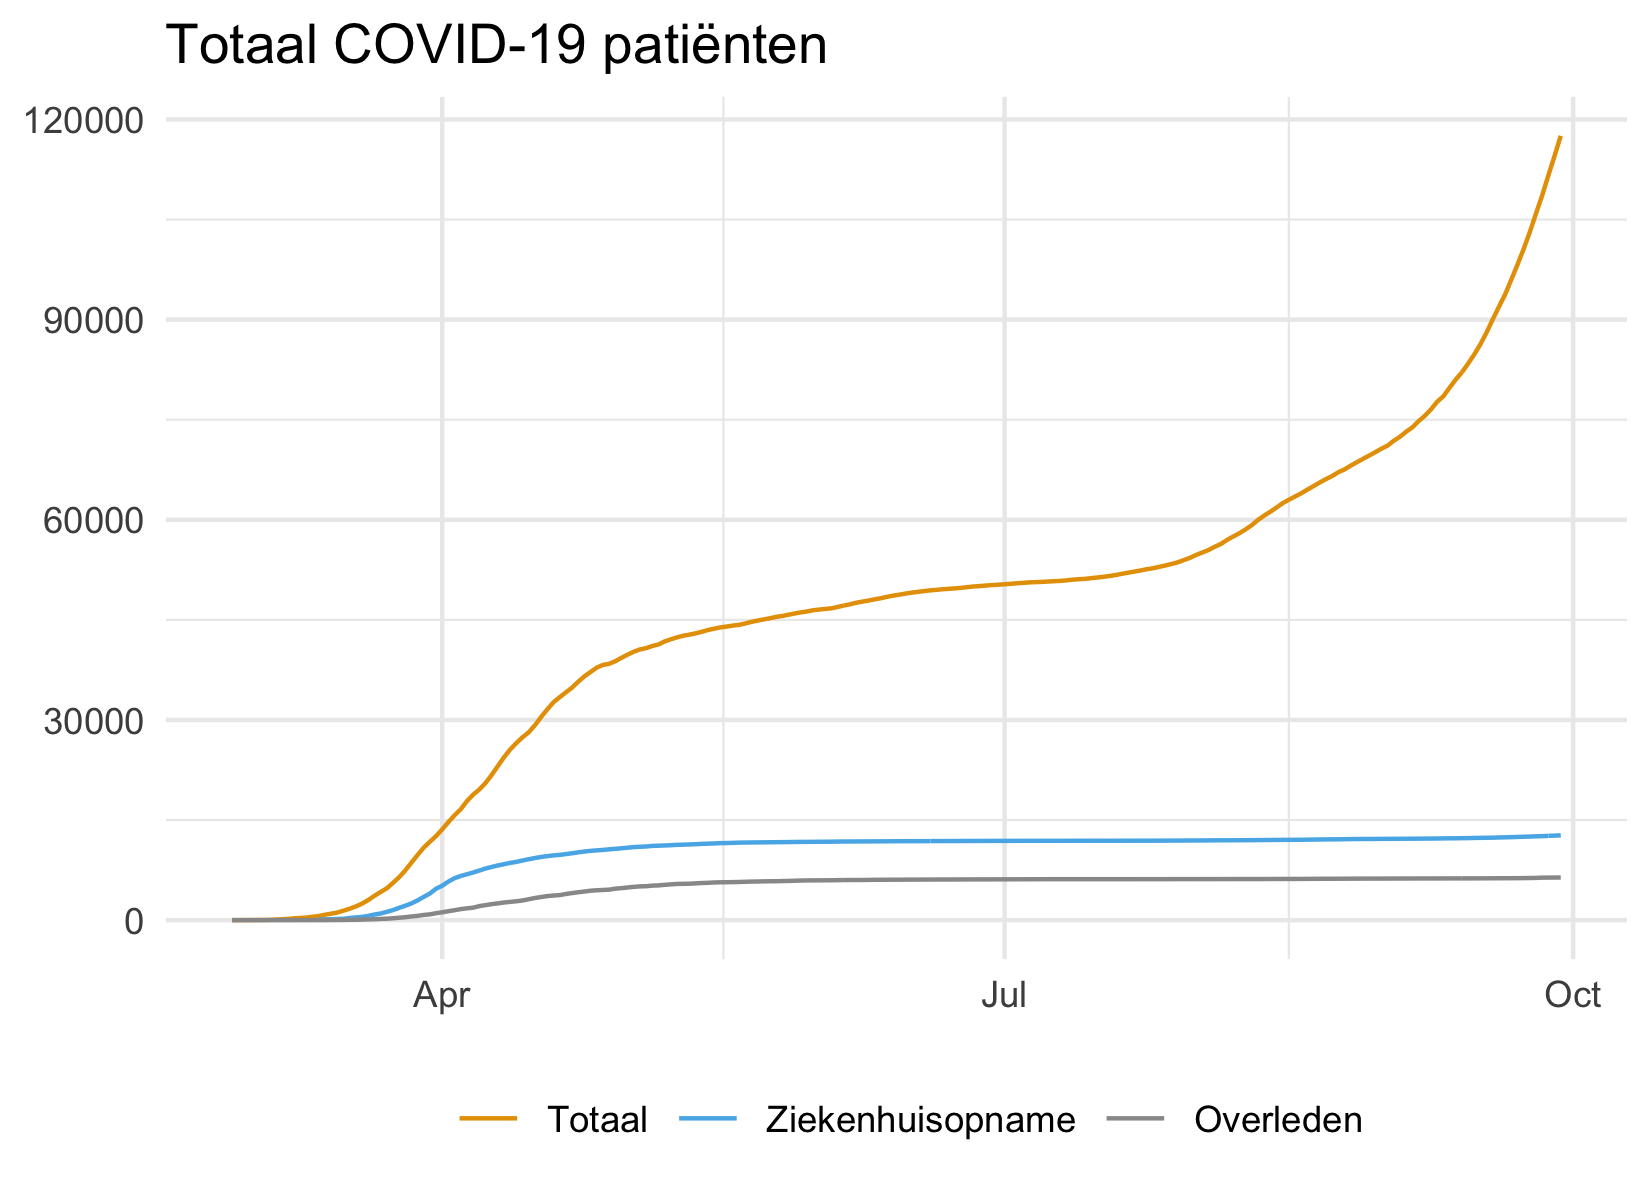 Totaal COVID-19 patiënten
120000
90000
60000
30000
0
Apr Jul Oct
Totaal Ziekenhuisopname Overleden